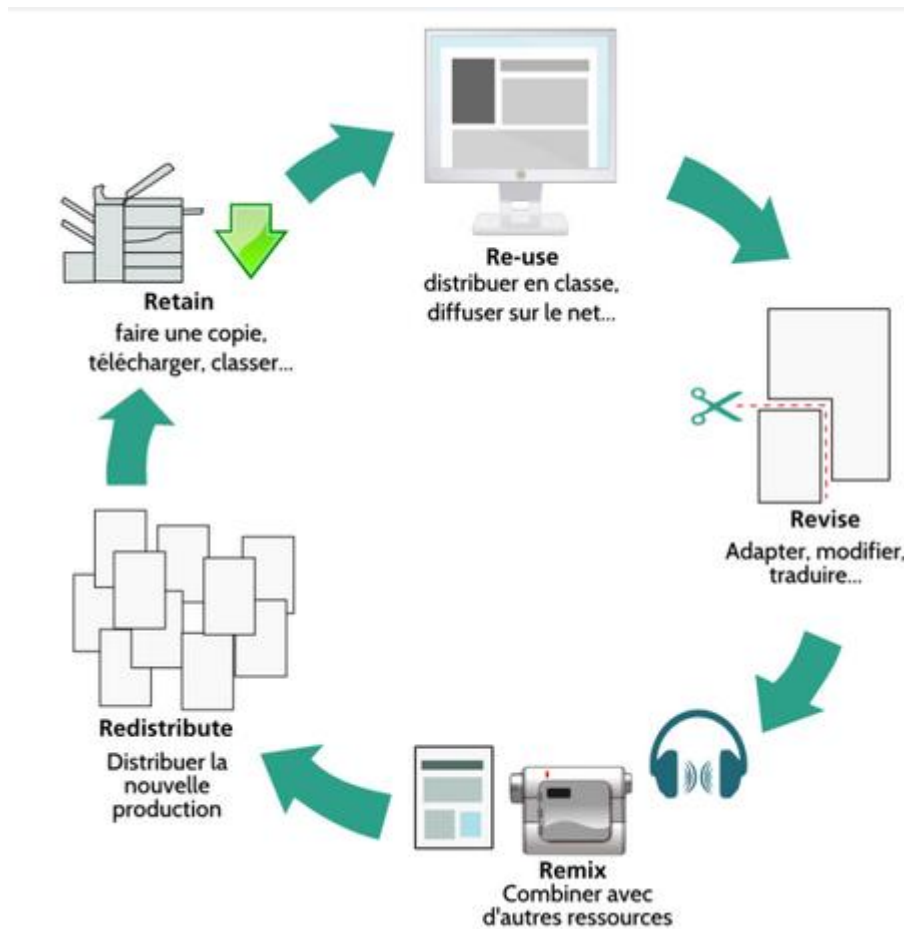 Re-use
distribuer en classe,
diffuser sur le net...
Retain
faire une copie,
télécharger, classer...
Revise
Adapter, modifier,
traduire...
Redistribute
Distribuer la
nouvelle
production
Remix
Combiner avec
d'autres ressources